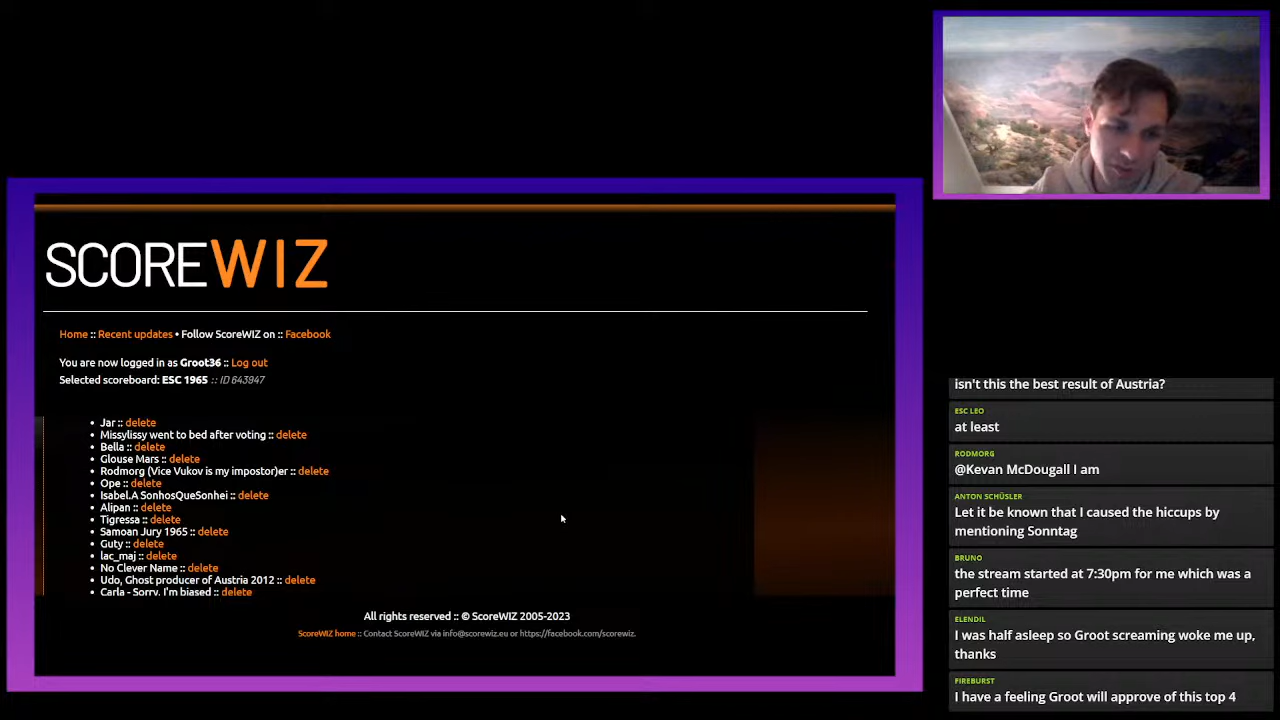 SCOREWIZ
Home :: Recent updates • Follow ScoreWIZ on :: Facebook
You are now logged in as Groot36 :: Log out
Selected scoreboard: ESC 1965 :: ID 643947
• Jar :: delete
• Missylissy went to bed after voting :: delete
• Bella :: delete
• Glouse Mars :: delete
• Rodmorg (Vice Vukov is my impostor)er :: delete
• Ope :: delete
• Isabel.A SonhosQueSonhei :: delete
• Alipan :: delete
• Tigressa :: delete
• Samoan Jury 1965 :: delete
• Guty :: delete
• lac_maj :: delete
• No Clever Name :: delete
• Udo, Ghost producer of Austria 2012 :: delete
• Carla - Sorry, I'm biased :: delete
All rights reserved :: © ScoreWIZ 2005-2023
ScoreWIZ home :: Contact ScoreWIZ via info@scorewiz.eu or https://facebook.com/scorewiz.
isn't this the best result of Austria?
ESC LEO
at least
RODMORG
@Kevan McDougall I am
ANTON SCHÜSLER
Let it be known that I caused the hiccups by
mentioning Sonntag
BRUNO
the stream started at 7:30pm for me which was a
perfect time
ELENDIL
I was half asleep so Groot screaming woke me up,
thanks
FIREBURST
I have a feeling Groot will approve of this top 4